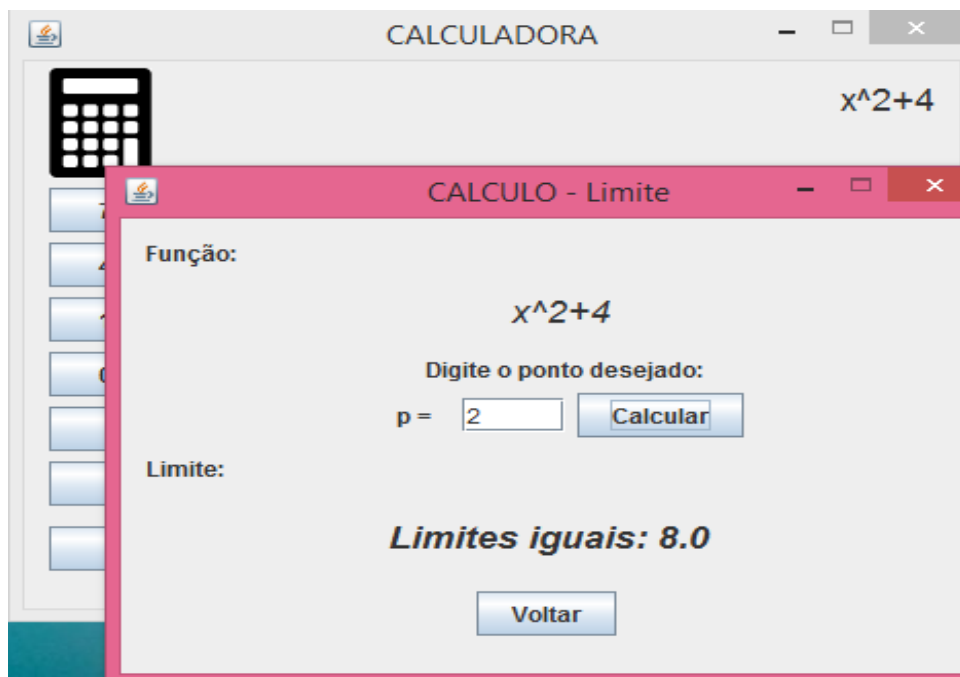 CALCULADORA
x^2+4
CALCULO - Limite
Função:
x^2+4
Digite o ponto desejado:
p = 2 Calcular
Limite:
Limites iguais: 8.0
Voltar